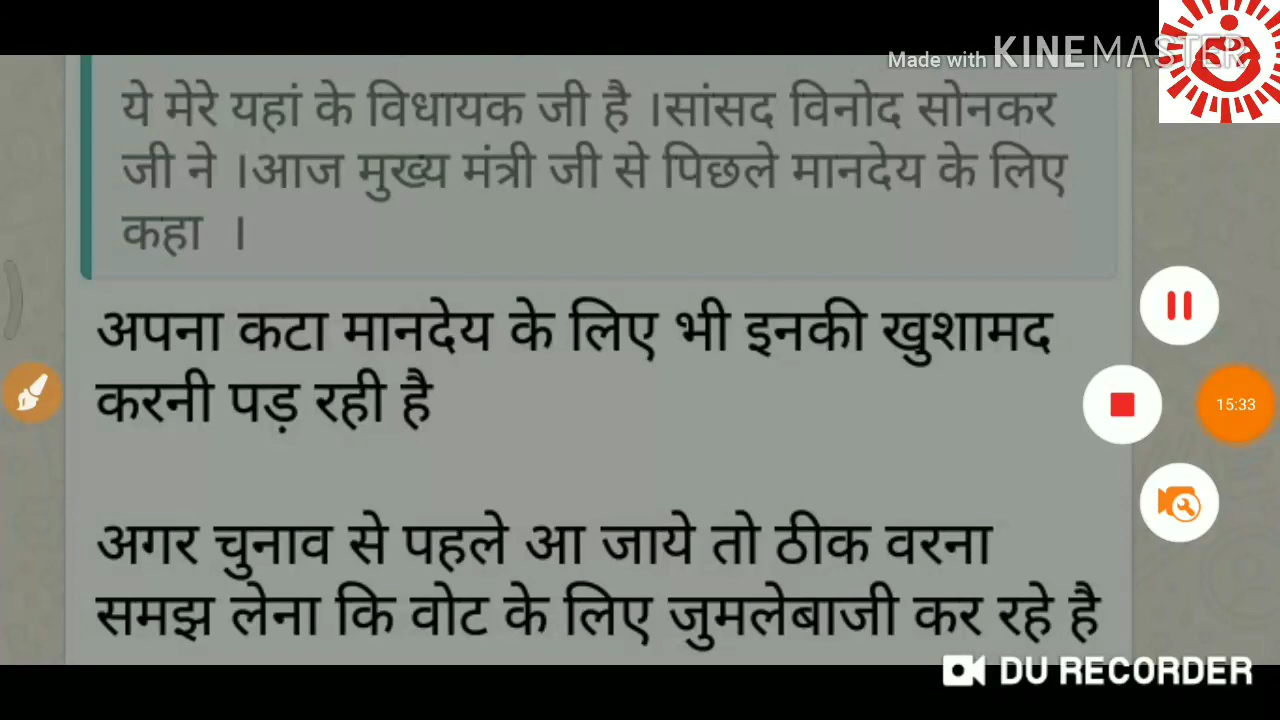 Made with KINEMASTER
ये मेरे यहां के विधायक जी है ।सांसद विनोद सोनकर
जी ने ।आज मुख्य मंत्री जी से पिछले मानदेय के लिए
कहा ।
अपना कटा मानदेय के लिए भी इनकी खुशामद
करनी पड़ रही है
15:33
अगर चुनाव से पहले आ जाये तो ठीक वरना
समझ लेना कि वोट के लिए जुमलेबाजी कर रहे है
DU RECORDER